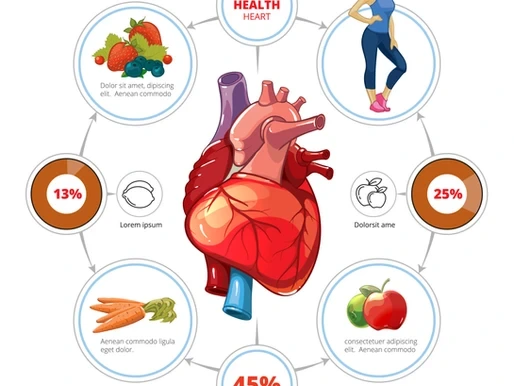 HEALTH
HEART
Dolor sit amet, dipiscing
elit. Aenean commodo
13%
Lorem ipsum
Dolorsit ame
25%
Aenean commodo ligula
eget dolor.
consectetuer adipiscing
elit. Aenean commodo
45%